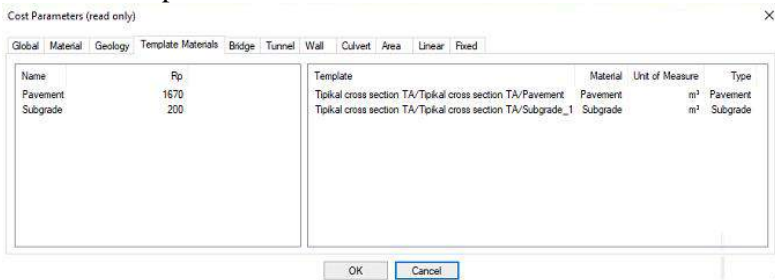 Cost Parameters (read only)
Global Material Geology Template Materials Bridge Tunnel Wall Culvert Area Linear Fixed
Name Rp
Pavement 1670
Subgrade 200
Template Material Unit of Measure Type
Tipikal cross section TA/Tipikal cross section TA/Pavement Pavement m³ Pavement
Tipikal cross section TA/Tipikal cross section TA/Subgrade_1 Subgrade m³ Subgrade
OK Cancel